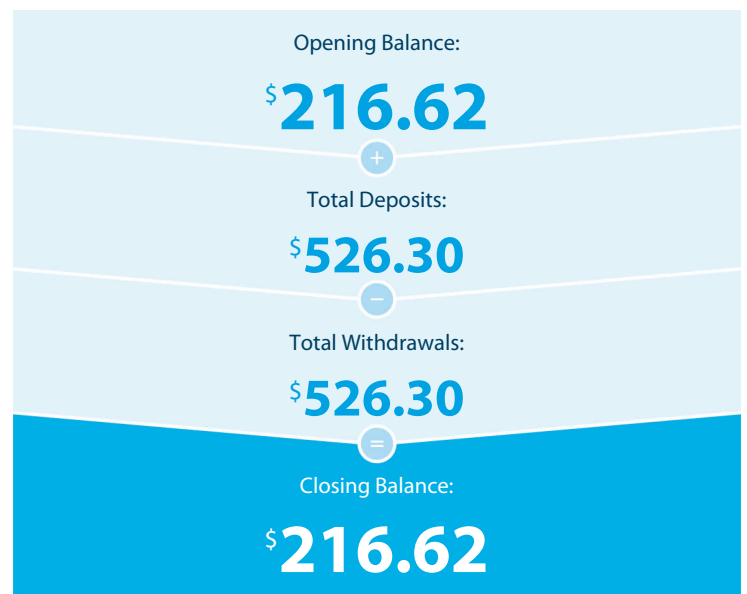 Opening Balance:
$216.62
+
Total Deposits:
$526.30
−
Total Withdrawals:
$526.30
=
Closing Balance:
$216.62